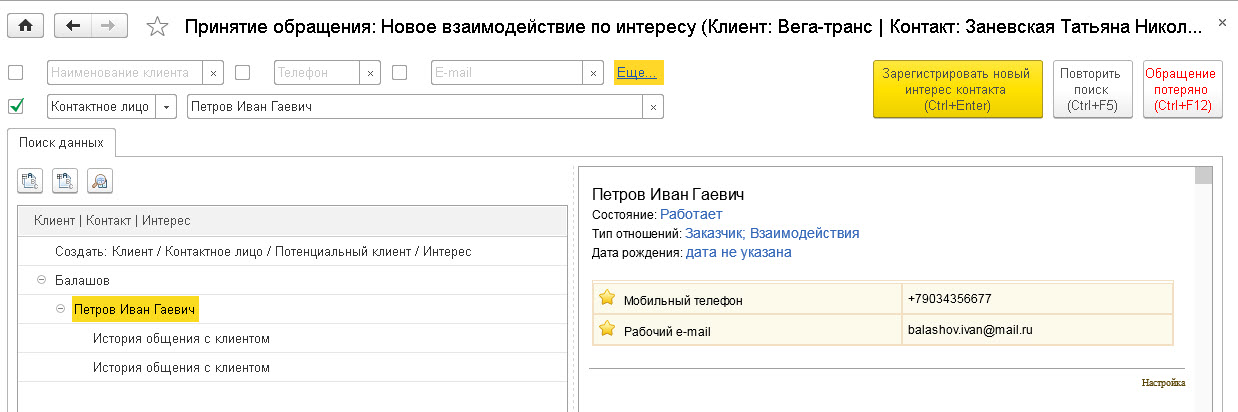 Принятие обращения: Новое взаимодействие по интересу (Клиент: Вега-транс | Контакт: Заневская Татьяна Никол...
Наименование клиента Телефон E-mail Еще...
Контактное лицо Петров Иван Гаевич
Зарегистрировать новый
интерес контакта
(Ctrl+Enter)
Повторить
поиск
(Ctrl+F5)
Обращение
потеряно
(Ctrl+F12)
Поиск данных
Клиент | Контакт | Интерес
Создать: Клиент / Контактное лицо / Потенциальный клиент / Интерес
Балашов
Петров Иван Гаевич
История общения с клиентом
История общения с клиентом
Петров Иван Гаевич
Состояние: Работает
Тип отношений: Заказчик; Взаимодействия
Дата рождения: дата не указана
Мобильный телефон +79034356677
Рабочий e-mail balashov.ivan@mail.ru
Настройка